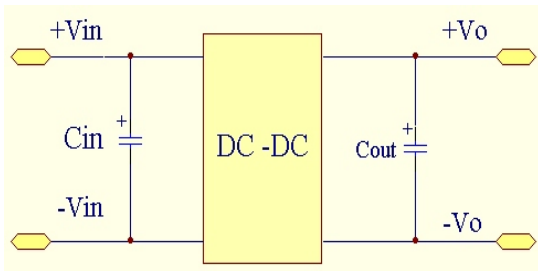 +Vin
+Vo
+
Cin
DC -DC
+
Cout
-Vin
-Vo